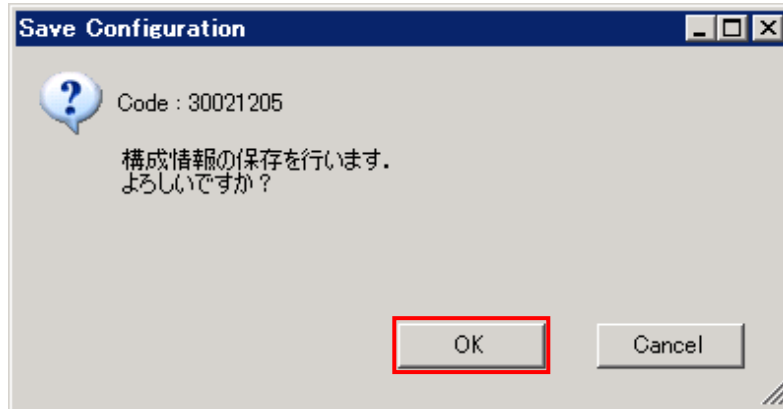 Save Configuration
Code : 30021205
構成情報の保存を行います.
よろしいですか？
OK
Cancel